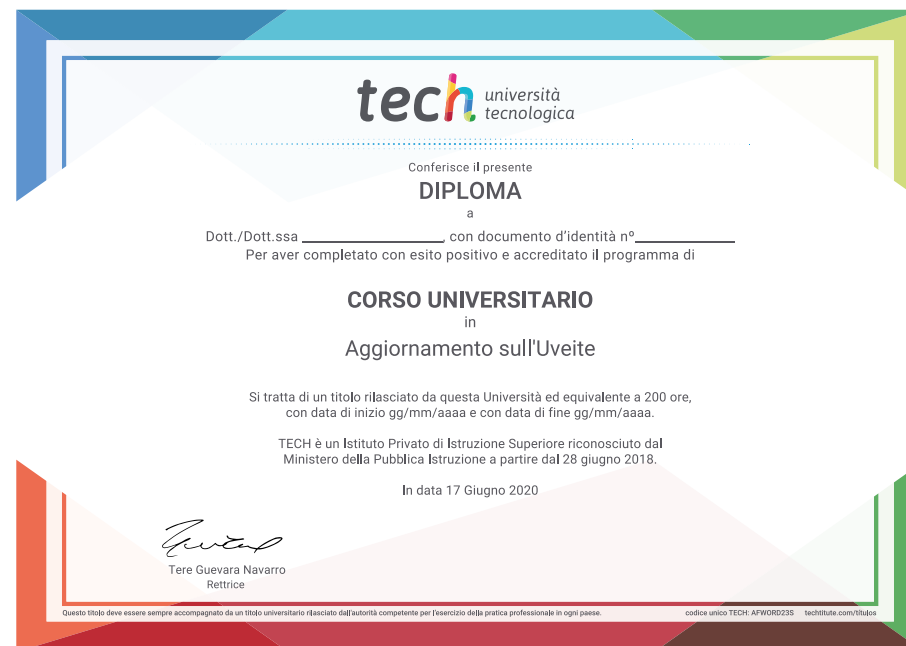 tech università
tecnologica
Conferisce il presente
DIPLOMA
a
Dott./Dott.ssa ____________________, con documento d'identità nº______________
Per aver completato con esito positivo e accreditato il programma di
CORSO UNIVERSITARIO
in
Aggiornamento sull'Uveite
Si tratta di un titolo rilasciato da questa Università ed equivalente a 200 ore,
con data di inizio gg/mm/aaaa e con data di fine gg/mm/aaaa.
TECH è un Istituto Privato di Istruzione Superiore riconosciuto dal
Ministero della Pubblica Istruzione a partire dal 28 giugno 2018.
In data 17 Giugno 2020
Tere Guevara Navarro
Rettrice
Questo titolo deve essere sempre accompagnato da un titolo universitario rilasciato dall'autorità competente per l'esercizio della pratica professionale in ogni paese. codice unico TECH: AFWORD23S techtitute.com/titulos